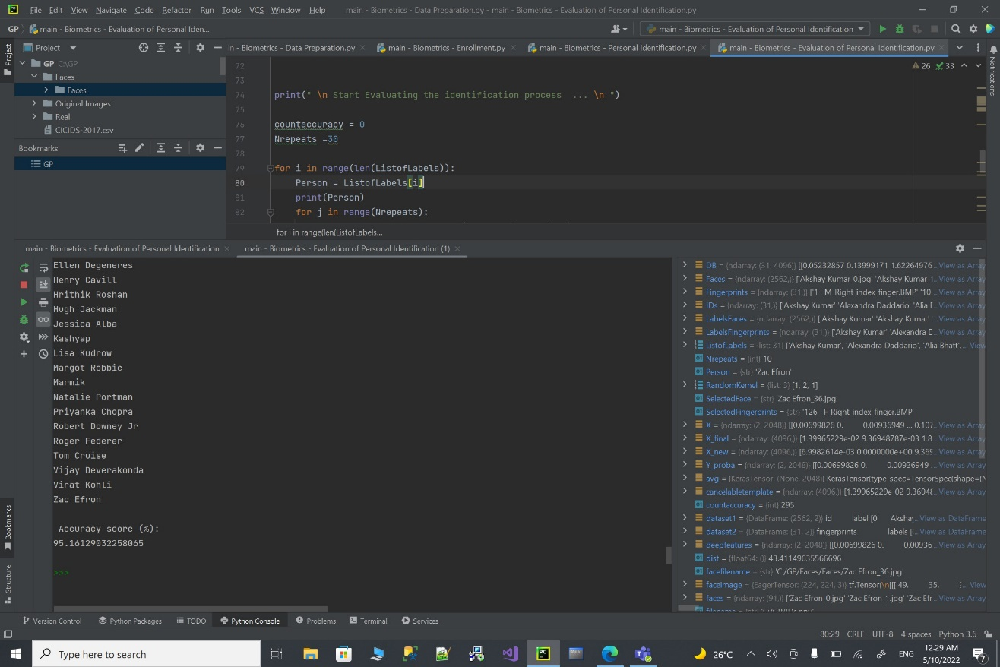 File Edit View Navigate Code Refactor Run Tools VCS Window Help main - Biometrics - Data Preparation.py - main - Biometrics - Evaluation of Personal Identification.py
GP main - Biometrics - Evaluation of Personal Iden... main - Biometrics - Evaluation of Personal Identification
Project
n - Biometrics - Data Preparation.py main - Biometrics - Enrollment.py main - Biometrics - Personal Identification.py main - Biometrics - Evaluation of Personal Identification.py
Project
Notifications
GP C:\GP
Faces
Faces
Original Images
Real
CICIDS-2017.csv
Bookmarks
GP
26 33
72
73
74 print(" \n Start Evaluating the identification process ... \n ")
75
76 countaccuracy = 0
77 Nrepeats =30
78
79 for i in range(len(ListofLabels)):
80 Person = ListofLabels[i]
81 print(Person)
82 for j in range(Nrepeats):
for i in range(len(ListofLabels...
main - Biometrics - Evaluation of Personal Identification main - Biometrics - Evaluation of Personal Identification (1)
Ellen Degeneres
Henry Cavill
Hrithik Roshan
Hugh Jackman
Jessica Alba
Kashyap
Lisa Kudrow
Margot Robbie
Marmik
Natalie Portman
Priyanka Chopra
Robert Downey Jr
Roger Federer
Tom Cruise
Vijay Deverakonda
Virat Kohli
Zac Efron
Accuracy score (%):
95.16129032258065
>>>
DB = {ndarray: (31, 4096)} [[0.05232857 0.13999171 1.62264976...View as Array
Faces = {ndarray: (2562,)} ['Akshay Kumar_0.jpg' 'Akshay Kumar_1...View as Array
Fingerprints = {ndarray: (31,)} ['1__M_Right_index_finger.BMP' '10_...View as Array
IDs = {ndarray: (31,)} ['Akshay Kumar' 'Alexandra Daddario' 'Alia E...View as Array
LabelsFaces = {ndarray: (2562,)} ['Akshay Kumar' 'Akshay Kumar' ...View as Array
LabelsFingerprints = {ndarray: (31,)} ['Akshay Kumar' 'Alexandra D...View as Array
ListofLabels = {list: 31} ['Akshay Kumar', 'Alexandra Daddario', 'Alia Bhatt',... View
Nrepeats = {int} 10
Person = {str} 'Zac Efron'
RandomKernel = {list: 3} [1, 2, 1]
SelectedFace = {str} 'Zac Efron_36.jpg'
SelectedFingerprints = {str} '126__F_Right_index_finger.BMP'
X = {ndarray: (2, 2048)} [[0.00699826 0. 0.00936949 ... 0.107...View as Array
X_final = {ndarray: (4096,)} [1.39965229e-02 9.36948787e-03 1.8...View as Array
X_new = {ndarray: (4096,)} [6.9982614e-03 0.0000000e+00 9.369...View as Array
Y_proba = {ndarray: (2, 2048)} [[0.00699826 0. 0.00936949 ...View as Array
avg = {KerasTensor: (None, 2048)} KerasTensor(type_spec=TensorSpec(shape=(N
cancelabletemplate = {ndarray: (4096,)} [1.39965229e-02 9.36948...View as Array
countaccuracy = {int} 295
dataset1 = {DataFrame: (2562, 2)} id label [0 Aksha...View as DataFrame
dataset2 = {DataFrame: (31, 2)} fingerprints labels [(...View as DataFrame
deepfeatures = {ndarray: (2, 2048)} [[0.00699826 0. 0.00936...View as Array
dist = {float64: ()} 43.41149635566696
facefilename = {str} 'C:/GP/Faces/Faces/Zac Efron_36.jpg'
faceimage = {EagerTensor: (224, 224, 3)} tf.Tensor(\n[[[ 49. 35. ... View
faces = {ndarray: (91,)} ['Zac Efron_0.jpg' 'Zac Efron_1.jpg' 'Zac Efr...View as Array
Bookmarks
Structure
Version Control Python Packages TODO Python Console Problems Terminal Services
80:29 CRLF UTF-8 4 spaces Python 3.6
Type here to search
26°C ENG 12:29 AM
5/10/2022
7